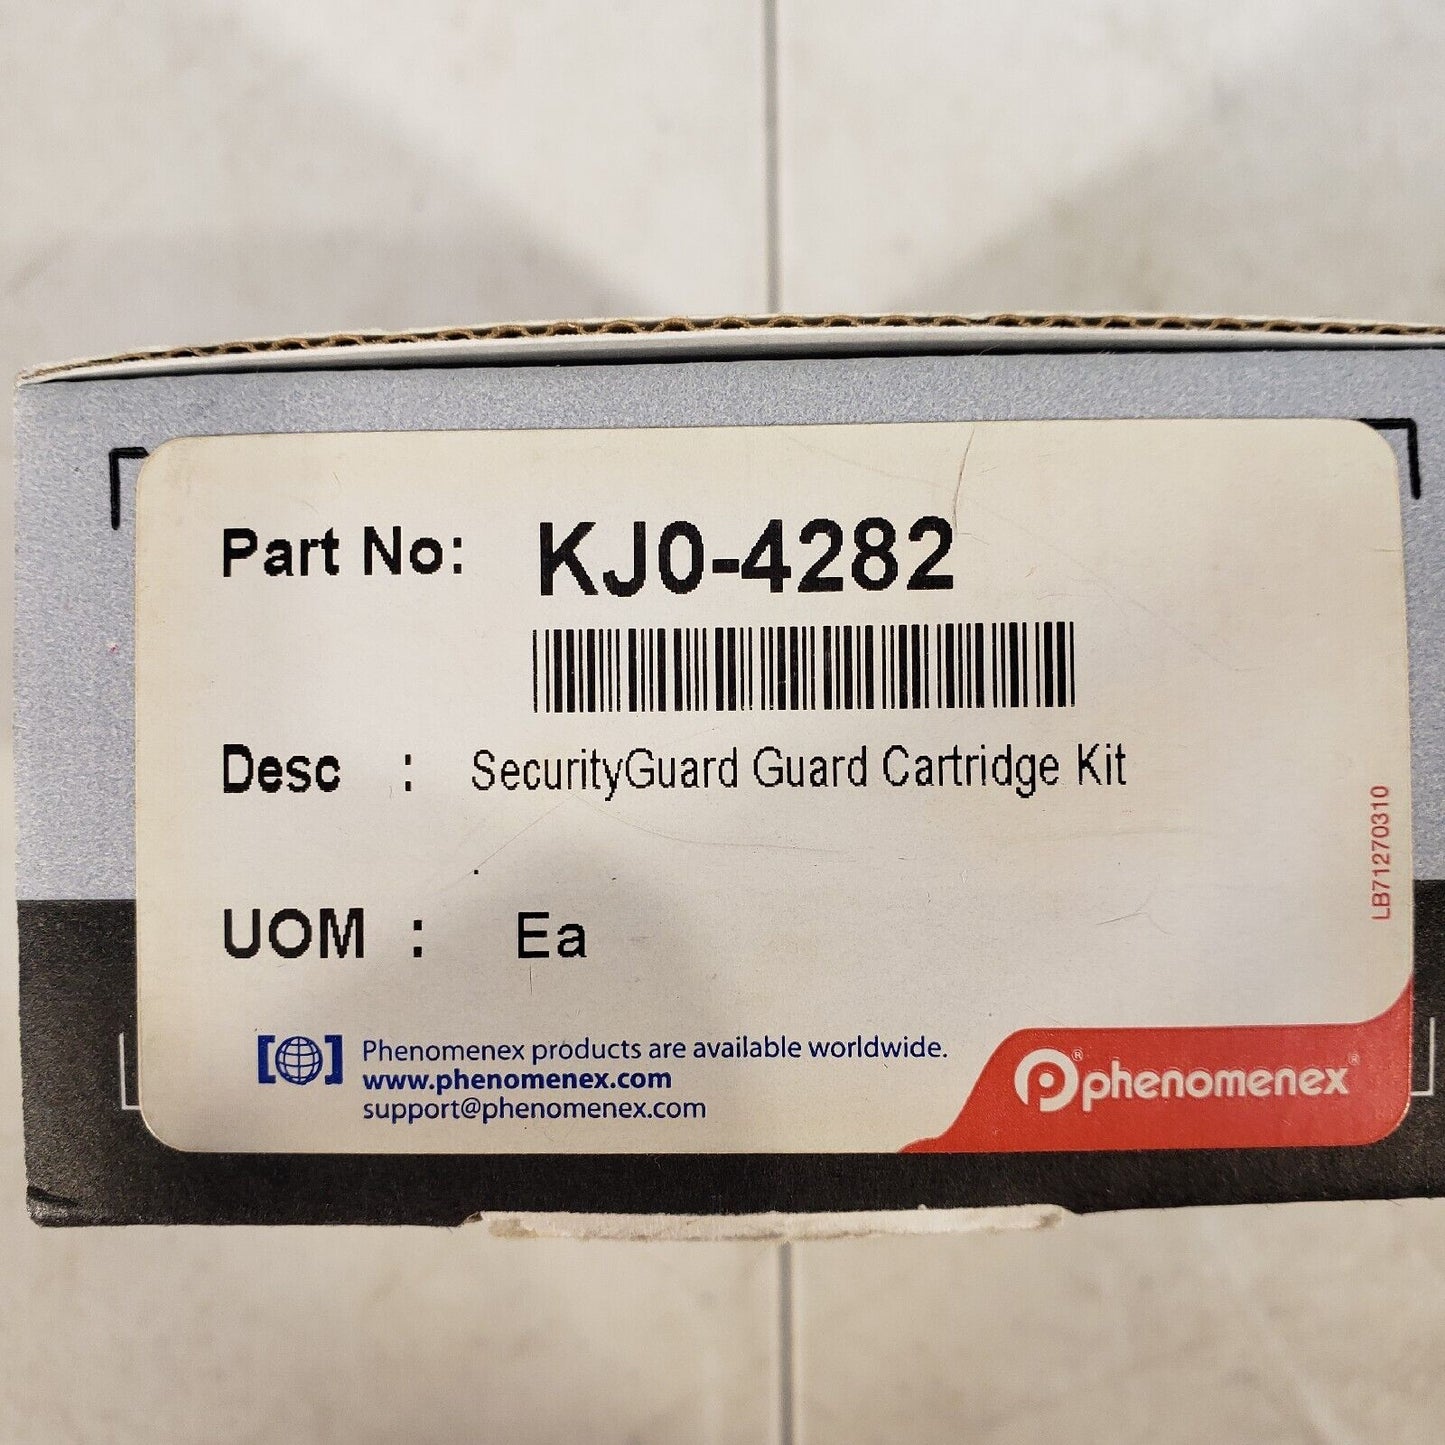 Part No: KJ0-4282
Desc : SecurityGuard Guard Cartridge Kit
UOM : Ea
LB71270310
Phenomenex products are available worldwide.
www.phenomenex.com
support@phenomenex.com
phenomenex®